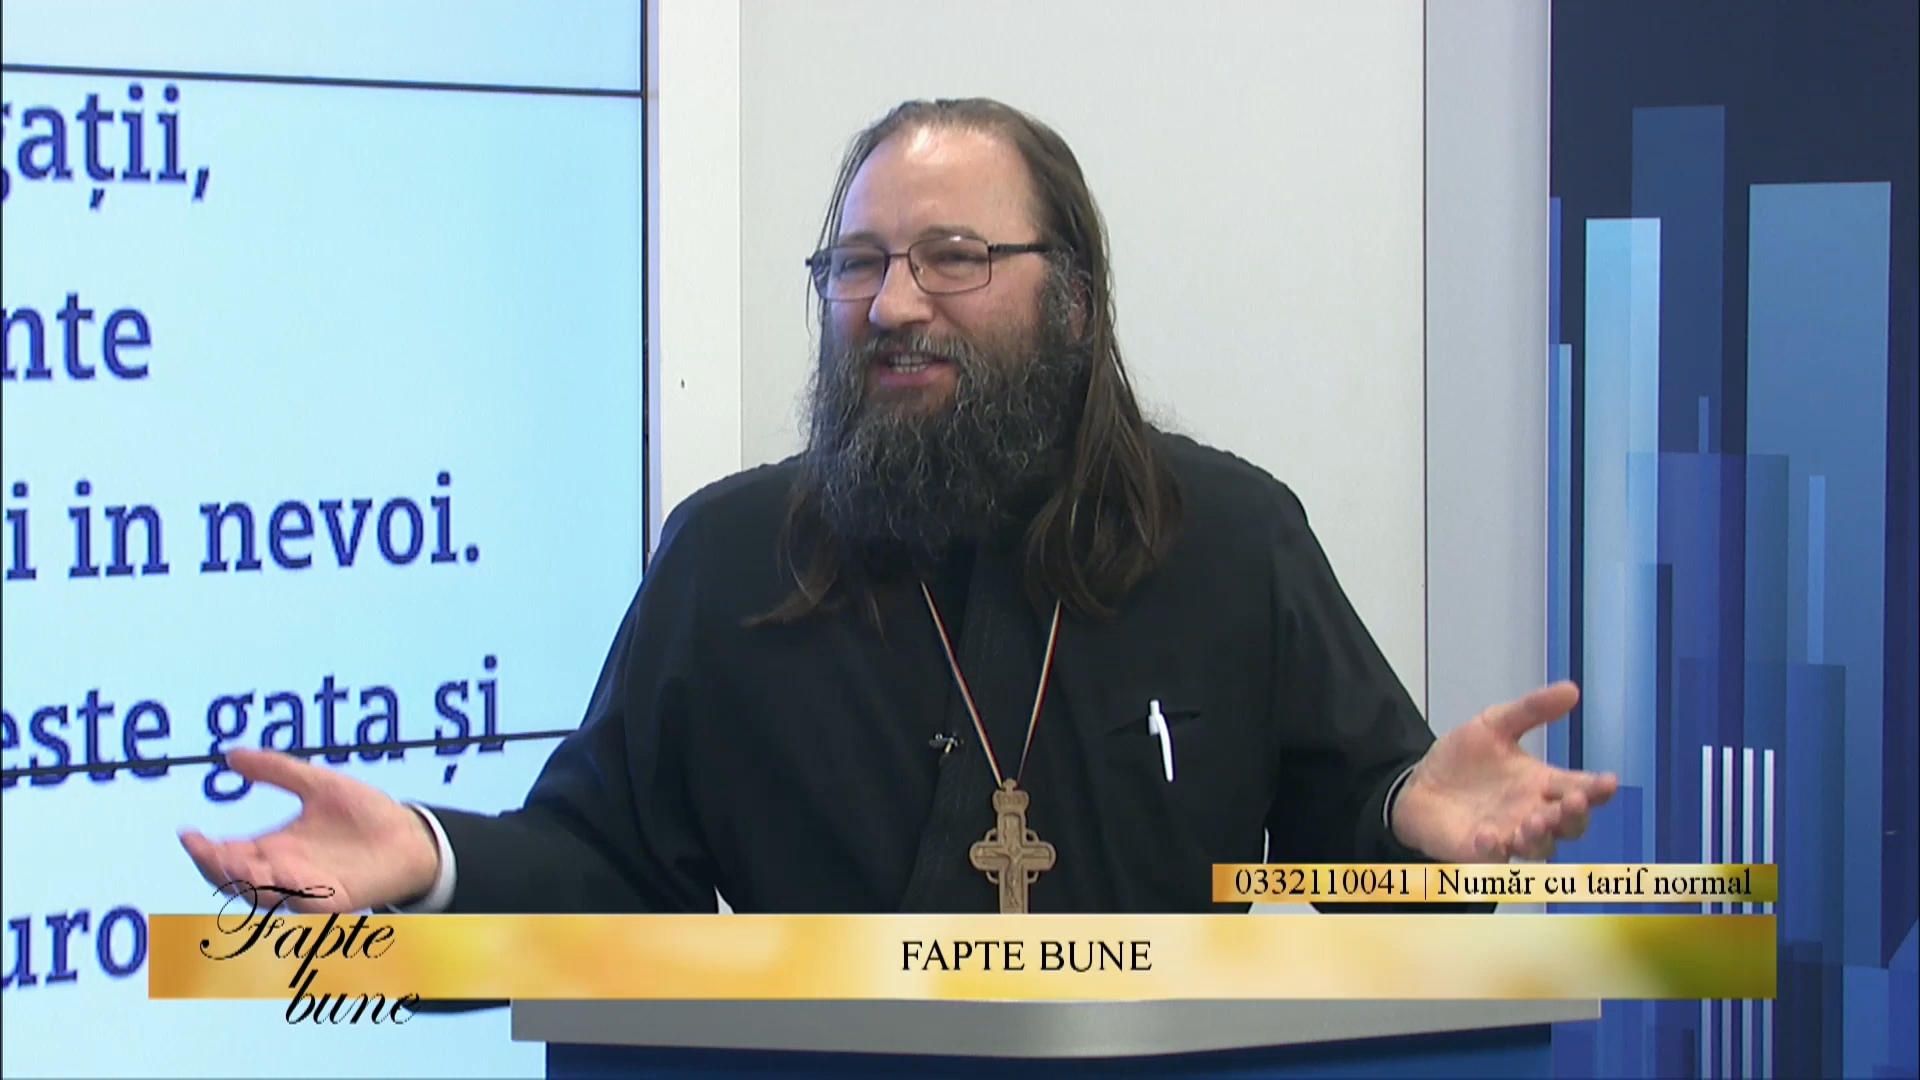 gații,
nte
i in nevoi.
este gata și
uro
0332110041 | Număr cu tarif normal
Fapte
bune
FAPTE BUNE